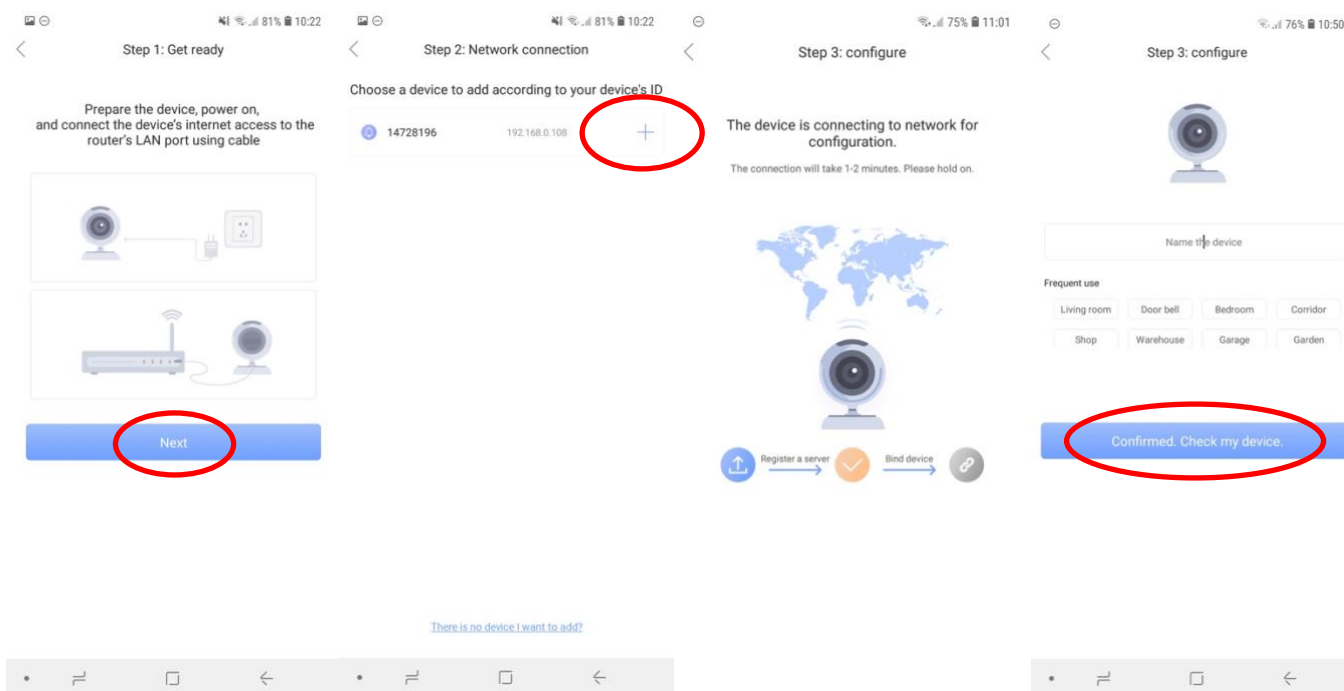 81% 10:22
Step 1: Get ready
Prepare the device, power on,
and connect the device's internet access to the
router's LAN port using cable
Next
81% 10:22
Step 2: Network connection
Choose a device to add according to your device's ID
14728196 192.168.0.108
There is no device I want to add?
75% 11:01
Step 3: configure
The device is connecting to network for
configuration.
The connection will take 1-2 minutes. Please hold on.
Register a server Bind device
76% 10:50
Step 3: configure
Name the device
Frequent use
Living room Door bell Bedroom Corridor
Shop Warehouse Garage Garden
Confirmed. Check my device.